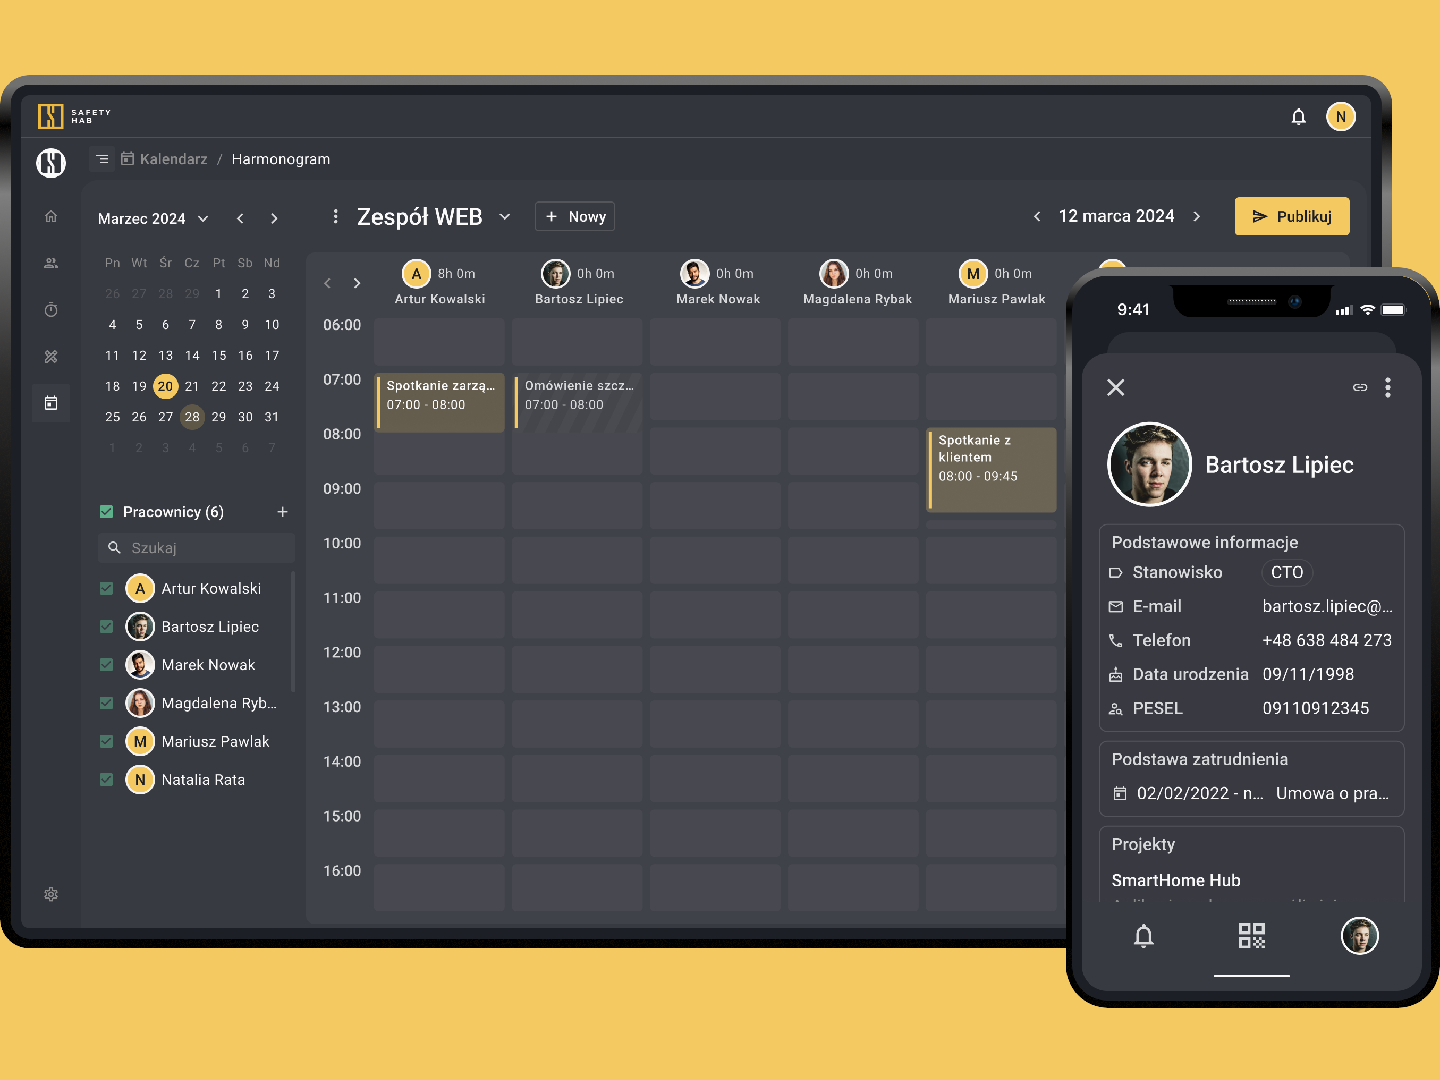 SAFETY
HAB
N
Kalendarz / Harmonogram
Marzec 2024
Pn Wt Śr Cz Pt Sb Nd
26 27 28 29 1 2 3
4 5 6 7 8 9 10
11 12 13 14 15 16 17
18 19 20 21 22 23 24
25 26 27 28 29 30 31
1 2 3 4 5 6 7
Pracownicy (6) +
Szukaj
A Artur Kowalski
Bartosz Lipiec
Marek Nowak
Magdalena Ryb...
M Mariusz Pawlak
N Natalia Rata
Zespół WEB
+ Nowy
12 marca 2024
Publikuj
A 8h 0m
Artur Kowalski
0h 0m
Bartosz Lipiec
0h 0m
Marek Nowak
0h 0m
Magdalena Rybak
M 0h 0m
Mariusz Pawlak
06:00
07:00
08:00
09:00
10:00
11:00
12:00
13:00
14:00
15:00
16:00
Spotkanie zarzą...
07:00 - 08:00
Omówienie szcz...
07:00 - 08:00
Spotkanie z
klientem
08:00 - 09:45
9:41
Bartosz Lipiec
Podstawowe informacje
Stanowisko CTO
E-mail bartosz.lipiec@...
Telefon +48 638 484 273
Data urodzenia 09/11/1998
PESEL 09110912345
Podstawa zatrudnienia
02/02/2022 - n... Umowa o pra...
Projekty
SmartHome Hub